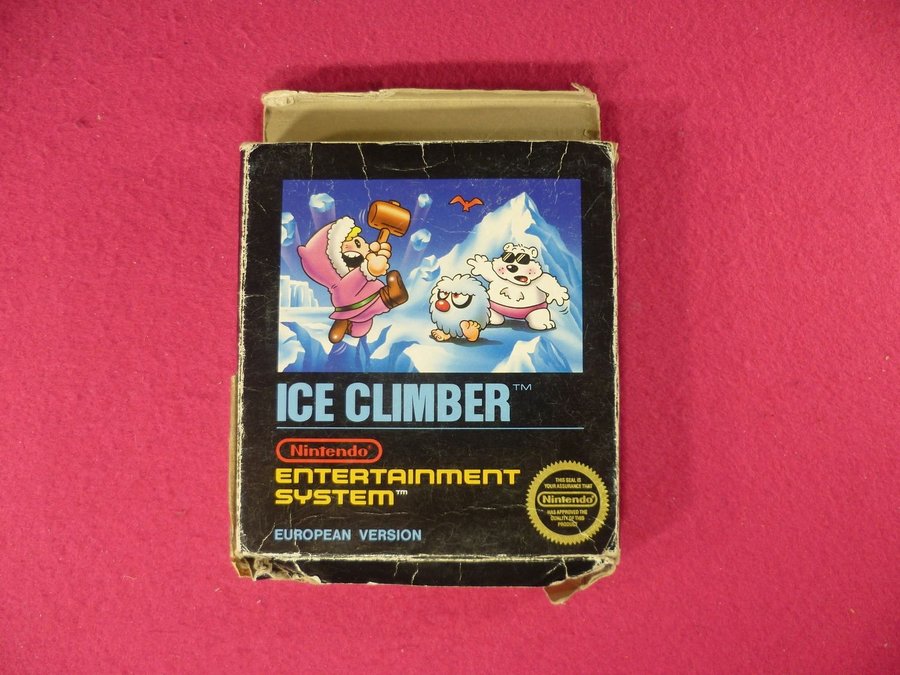 ICE CLIMBER™
Nintendo®
ENTERTAINMENT
SYSTEM™
EUROPEAN VERSION
THIS SEAL IS
YOUR ASSURANCE THAT
Nintendo®
HAS APPROVED THE
QUALITY OF THIS
PRODUCT